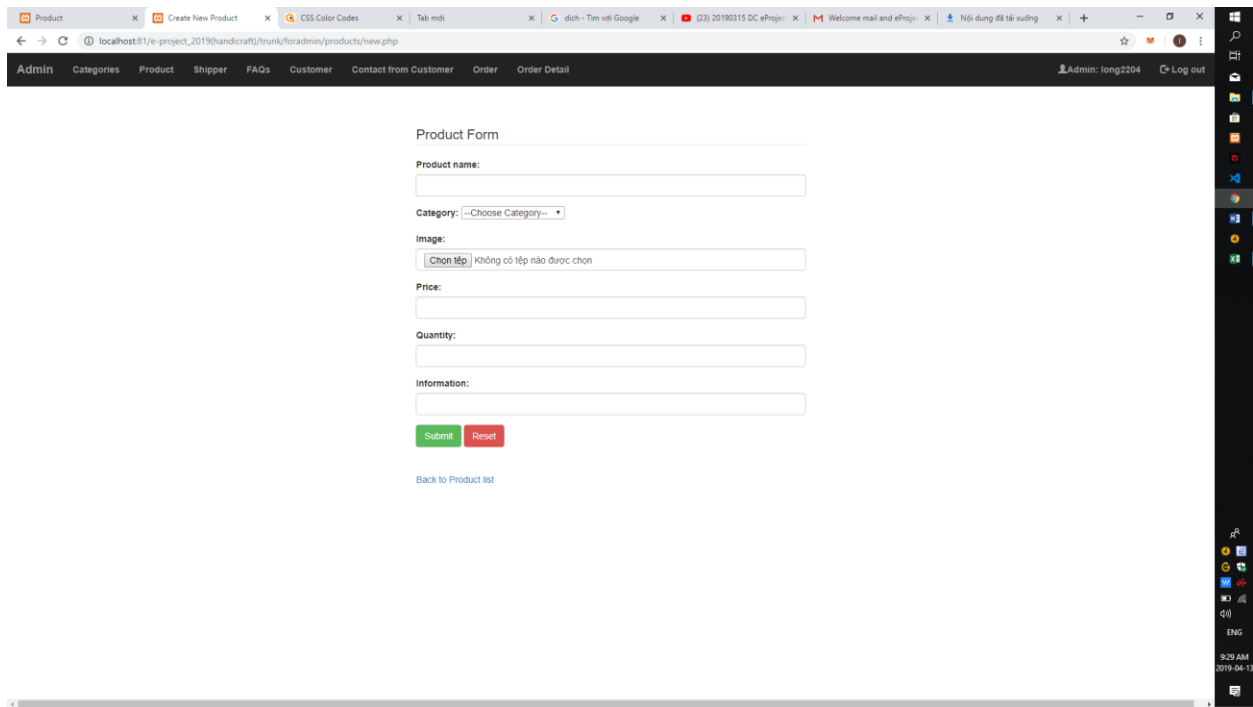 Product Create New Product CSS Color Codes Tab mới dich - Tìm với Google (23) 20190315 DC eProjec Welcome mail and eProje Nội dung đã tải xuống
localhost:81/e-project_2019(handicraft)/trunk/foradmin/products/new.php
Admin Categories Product Shipper FAQs Customer Contact from Customer Order Order Detail Admin: long2204 Log out
Product Form
Product name:
Category: --Choose Category--
Image:
Chọn tệp Không có tệp nào được chọn
Price:
Quantity:
Information:
Submit Reset
Back to Product list
ENG
9:29 AM
2019-04-13